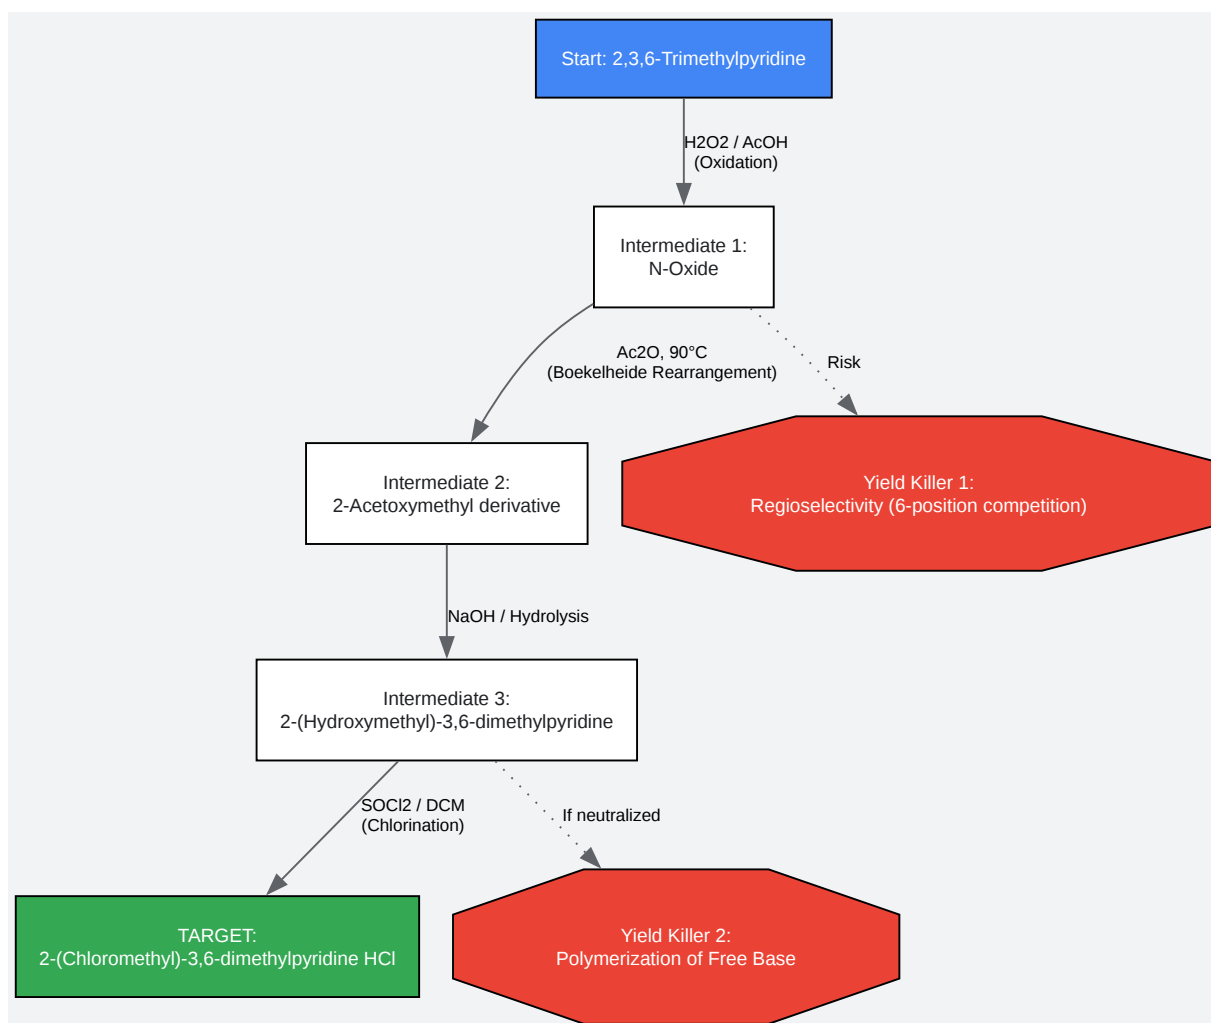 Start: 2,3,6-Trimethylpyridine
H2O2 / AcOH
(Oxidation)
Intermediate 1:
N-Oxide
Ac2O, 90°C
(Boekelheide Rearrangement)
Risk
Intermediate 2:
2-Acetoxymethyl derivative
Yield Killer 1:
Regioselectivity (6-position competition)
NaOH / Hydrolysis
Intermediate 3:
2-(Hydroxymethyl)-3,6-dimethylpyridine
SOCl2 / DCM
(Chlorination)
If neutralized
TARGET:
2-(Chloromethyl)-3,6-dimethylpyridine HCl
Yield Killer 2:
Polymerization of Free Base